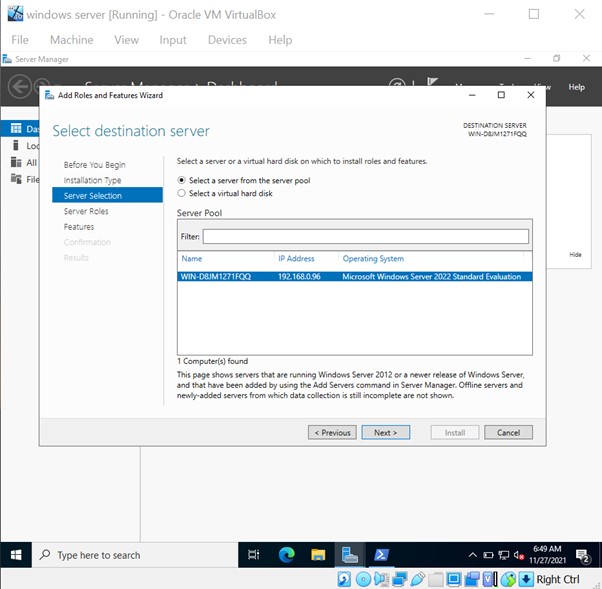 windows server [Running] - Oracle VM VirtualBox
File Machine View Input Devices Help
Server Manager
Help
Add Roles and Features Wizard
Select destination server
DESTINATION SERVER
WIN-D8JM1271FQQ
Before You Begin
Installation Type
Server Selection
Server Roles
Features
Confirmation
Results
Select a server or a virtual hard disk on which to install roles and features.
Select a server from the server pool
Select a virtual hard disk
Server Pool
Filter:
Name IP Address Operating System
WIN-D8JM1271FQQ 192.168.0.96 Microsoft Windows Server 2022 Standard Evaluation
1 Computer(s) found
This page shows servers that are running Windows Server 2012 or a newer release of Windows Server,
and that have been added by using the Add Servers command in Server Manager. Offline servers and
newly-added servers from which data collection is still incomplete are not shown.
< Previous Next > Install Cancel
Das
Loc
All
File
Hide
Type here to search
6:49 AM
11/27/2021
2
Right Ctrl